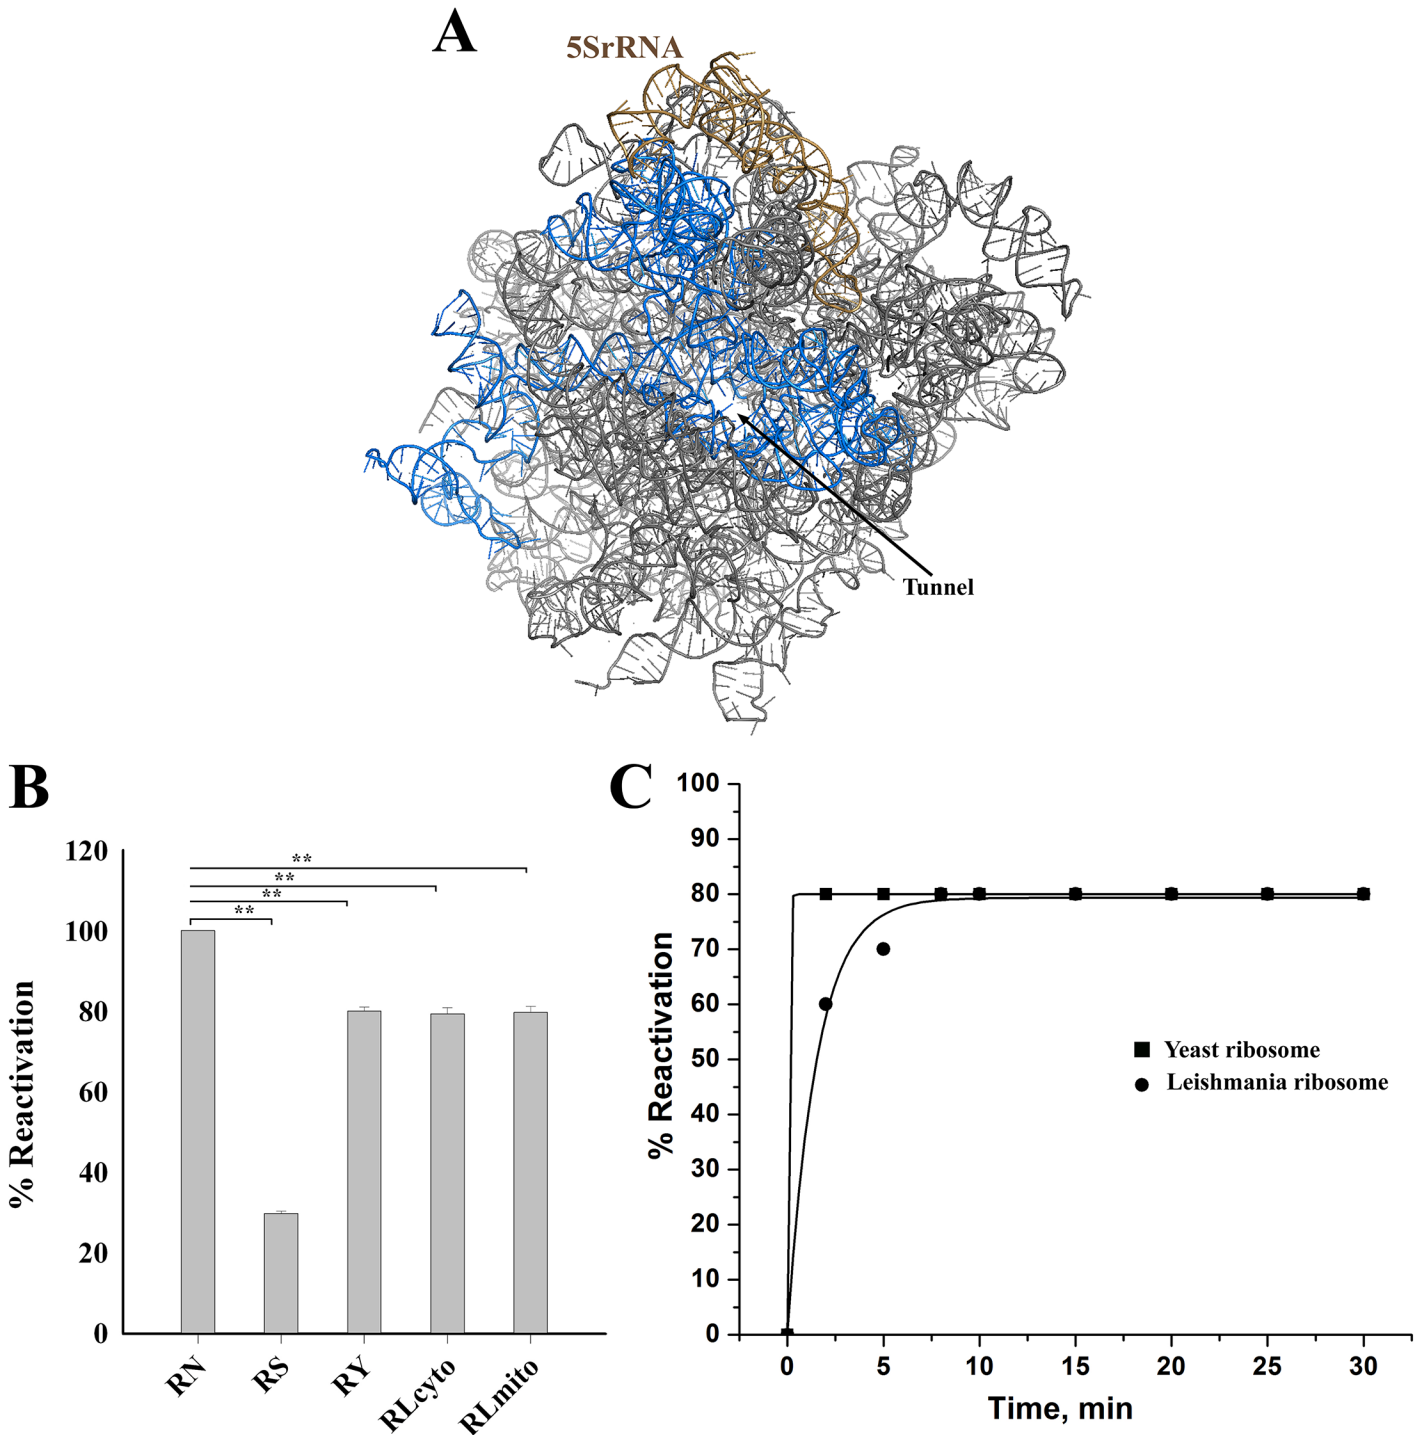 A
5SrRNA
Tunnel
B
120
100
80
60
40
20
0
% Reactivation
**
**
**
**
RN
RS
RY
RLcyto
RLmito
C
100
90
80
70
60
50
40
30
20
10
0
% Reactivation
Yeast ribosome
Leishmania ribosome
0 5 10 15 20 25 30
Time, min